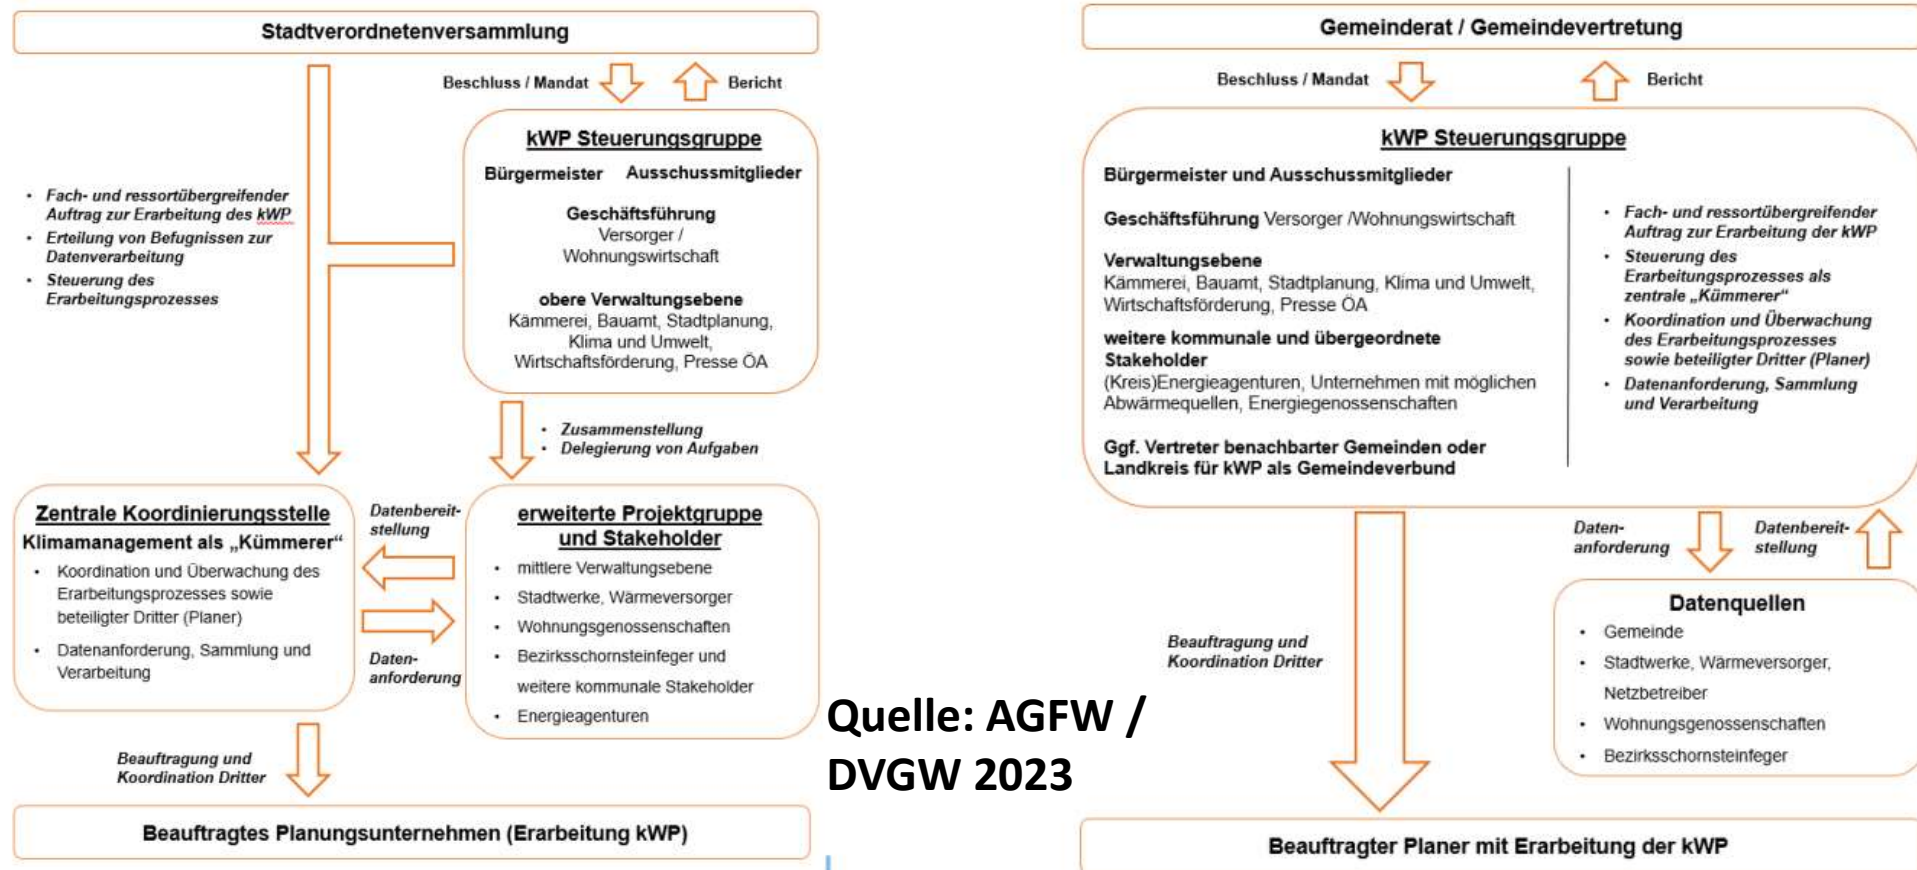 Stadtverordnetenversammlung
Beschluss / Mandat
Bericht
kWP Steuerungsgruppe
Bürgermeister Ausschussmitglieder
Geschäftsführung
Versorger /
Wohnungswirtschaft
obere Verwaltungsebene
Kämmerei, Bauamt, Stadtplanung,
Klima und Umwelt,
Wirtschaftsförderung, Presse ÖA
• Fach- und ressortübergreifender
Auftrag zur Erarbeitung des kWP
• Erteilung von Befugnissen zur
Datenverarbeitung
• Steuerung des
Erarbeitungsprozesses
• Zusammenstellung
• Delegierung von Aufgaben
Zentrale Koordinierungsstelle
Klimamanagement als „Kümmerer“
• Koordination und Überwachung des
Erarbeitungsprozesses sowie
beteiligter Dritter (Planer)
• Datenanforderung, Sammlung und
Verarbeitung
Datenbereit-
stellung
Daten-
anforderung
erweiterte Projektgruppe
und Stakeholder
• mittlere Verwaltungsebene
• Stadtwerke, Wärmeversorger
• Wohnungsgenossenschaften
• Bezirksschornsteinfeger und
weitere kommunale Stakeholder
• Energieagenturen
Beauftragung und
Koordination Dritter
Beauftragtes Planungsunternehmen (Erarbeitung kWP)
Quelle: AGFW /
DVGW 2023
Gemeinderat / Gemeindevertretung
Beschluss / Mandat
Bericht
kWP Steuerungsgruppe
Bürgermeister und Ausschussmitglieder
Geschäftsführung Versorger /Wohnungswirtschaft
Verwaltungsebene
Kämmerei, Bauamt, Stadtplanung, Klima und Umwelt,
Wirtschaftsförderung, Presse ÖA
weitere kommunale und übergeordnete
Stakeholder
(Kreis)Energieagenturen, Unternehmen mit möglichen
Abwärmequellen, Energiegenossenschaften
Ggf. Vertreter benachbarter Gemeinden oder
Landkreis für kWP als Gemeindeverbund
• Fach- und ressortübergreifender
Auftrag zur Erarbeitung der kWP
• Steuerung des
Erarbeitungsprozesses als
zentrale „Kümmerer“
• Koordination und Überwachung
des Erarbeitungsprozesses
sowie beteiligter Dritter (Planer)
• Datenanforderung, Sammlung
und Verarbeitung
Daten-
anforderung
Datenbereit-
stellung
Datenquellen
• Gemeinde
• Stadtwerke, Wärmeversorger,
Netzbetreiber
• Wohnungsgenossenschaften
• Bezirksschornsteinfeger
Beauftragung und
Koordination Dritter
Beauftragter Planer mit Erarbeitung der kWP